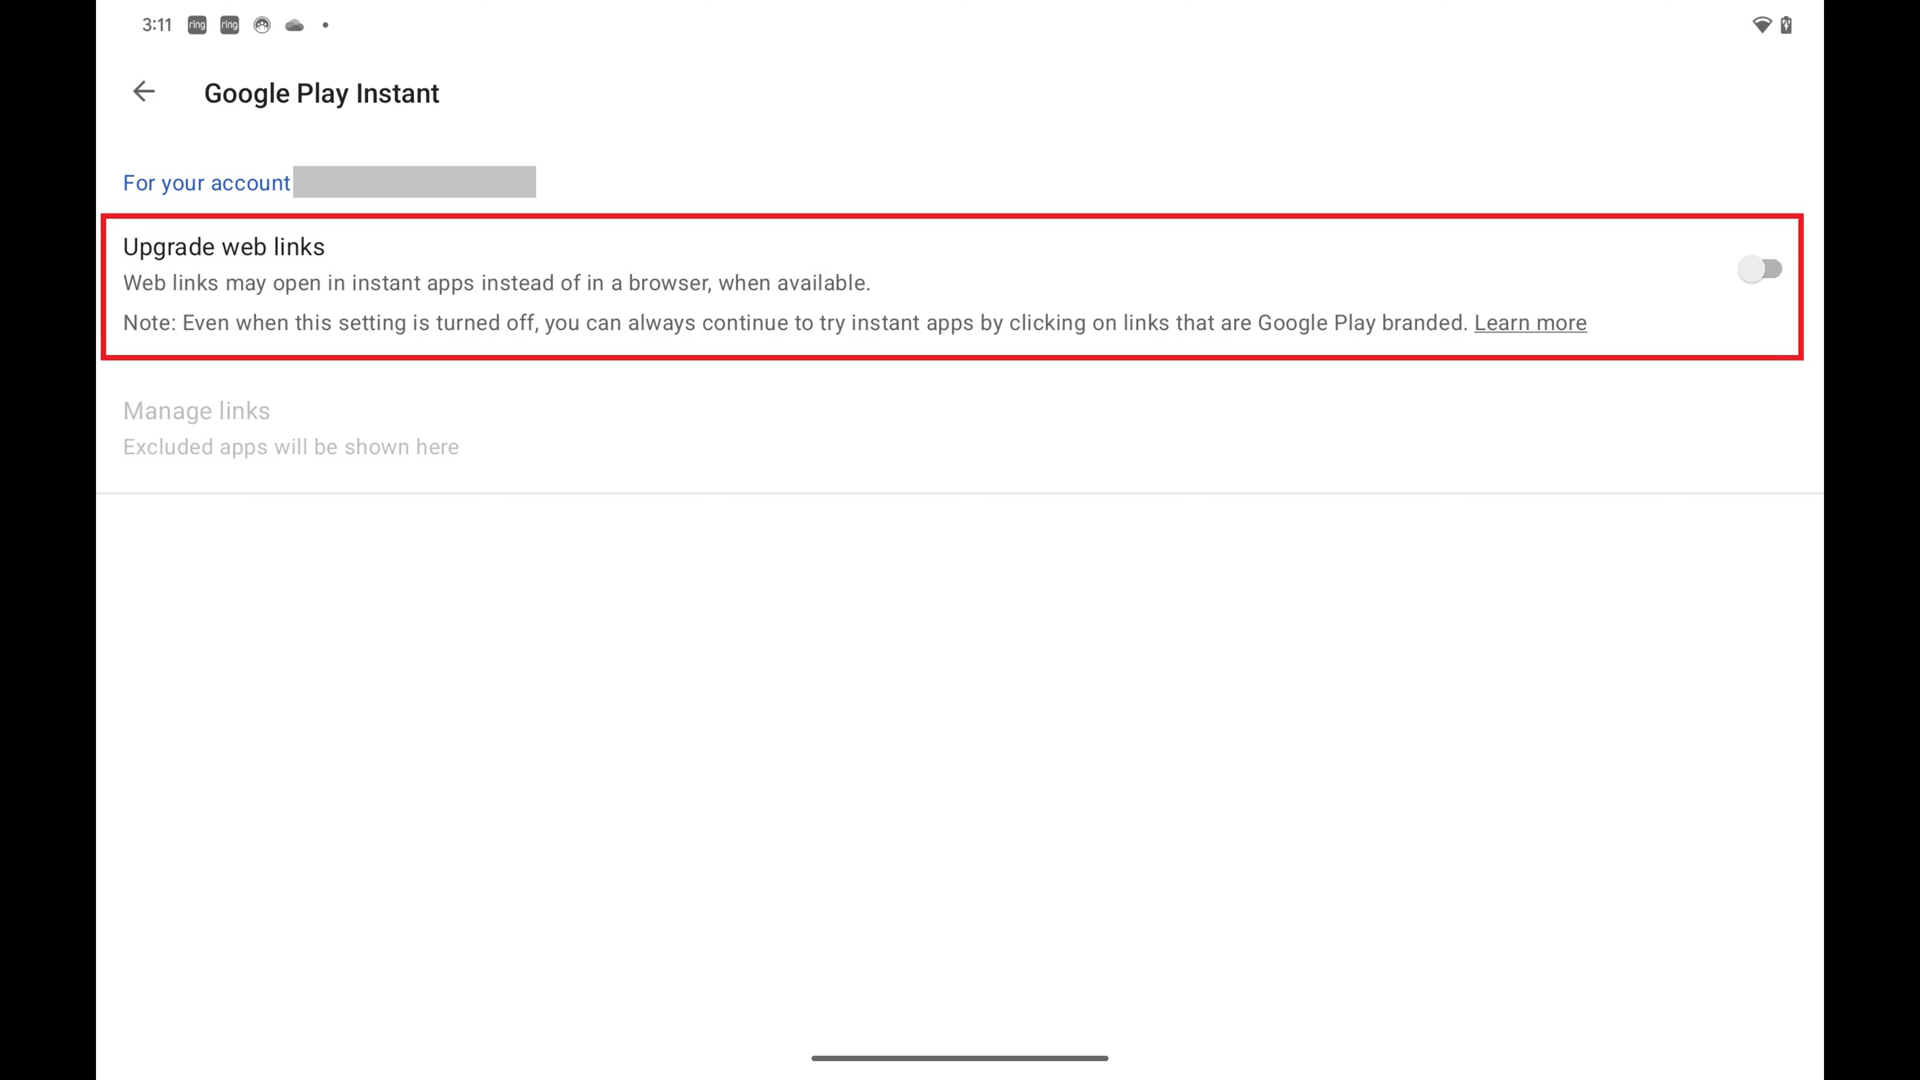 3:11 ring ring
Google Play Instant
For your account
Upgrade web links
Web links may open in instant apps instead of in a browser, when available.
Note: Even when this setting is turned off, you can always continue to try instant apps by clicking on links that are Google Play branded. Learn more
Manage links
Excluded apps will be shown here